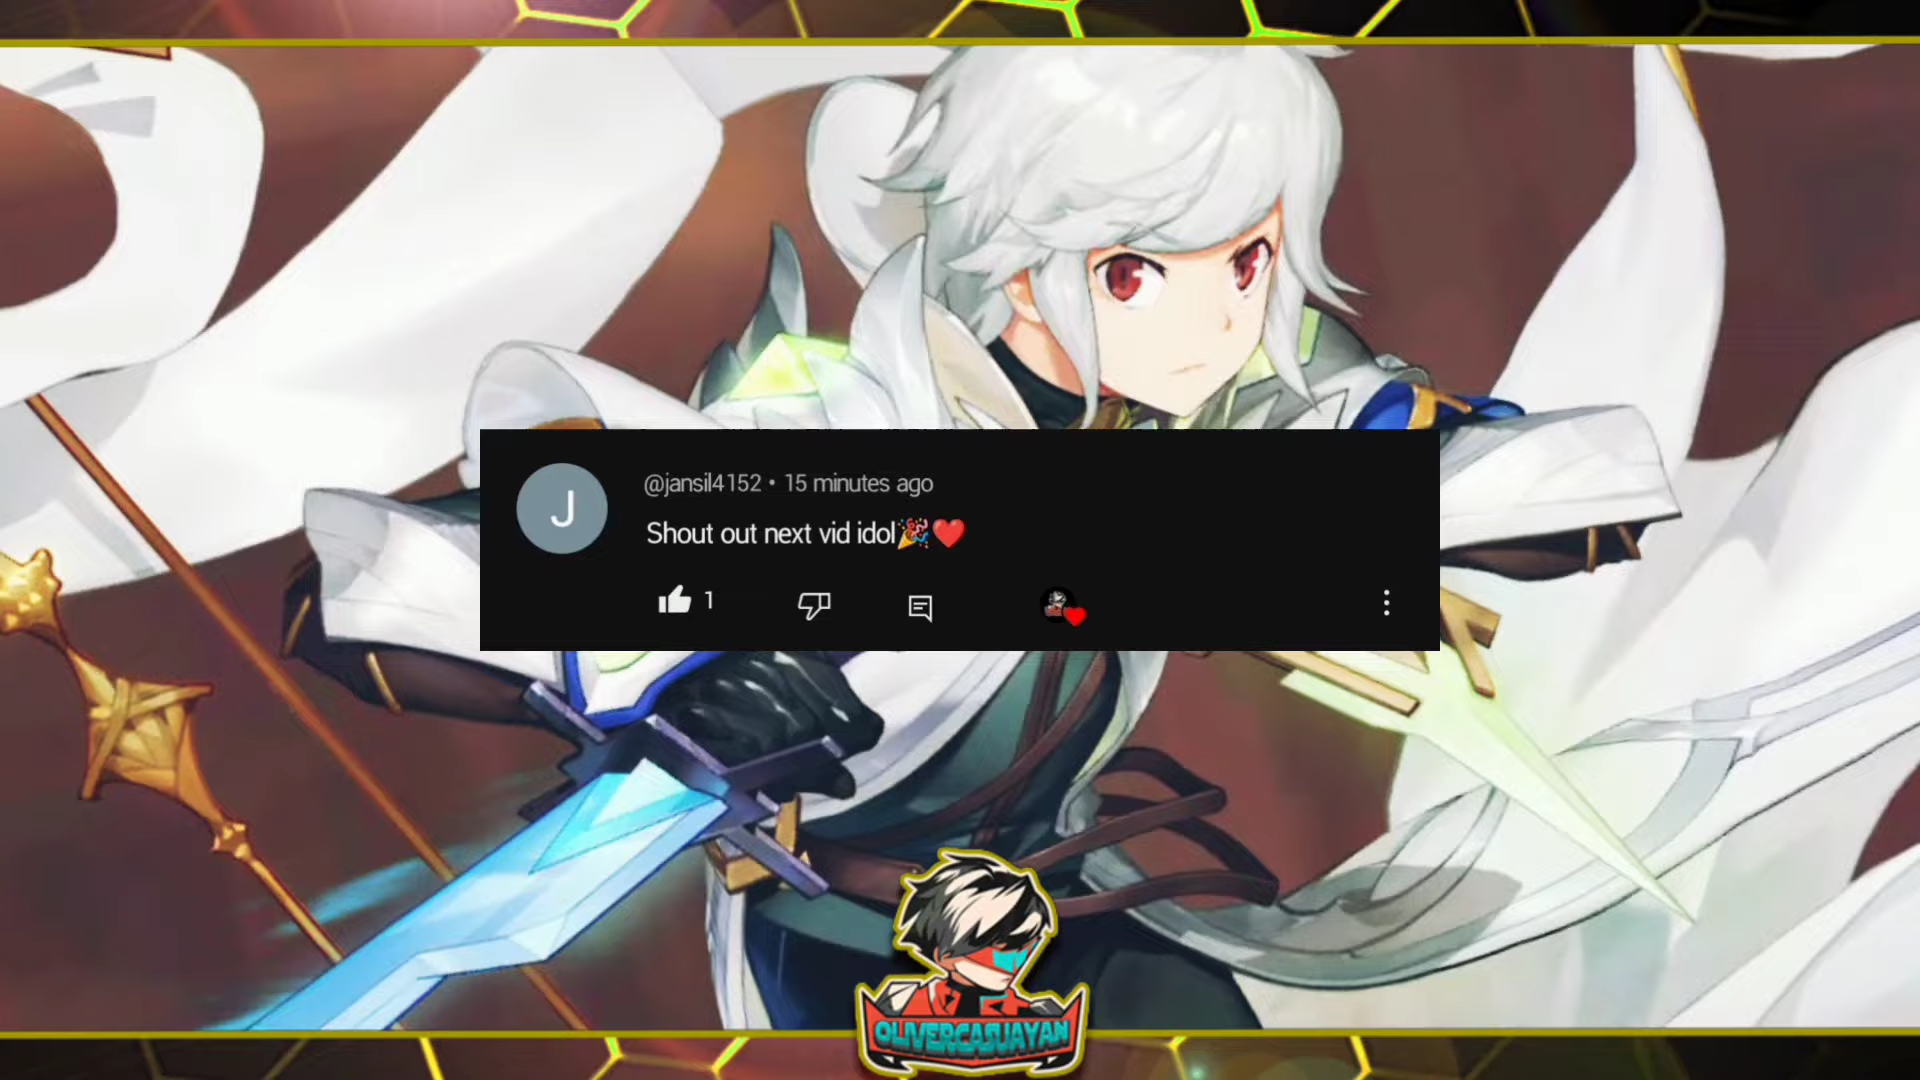 @jansil4152 • 15 minutes ago
Shout out next vid idol🎉❤️
J
1
OLIVERCASUAYAN